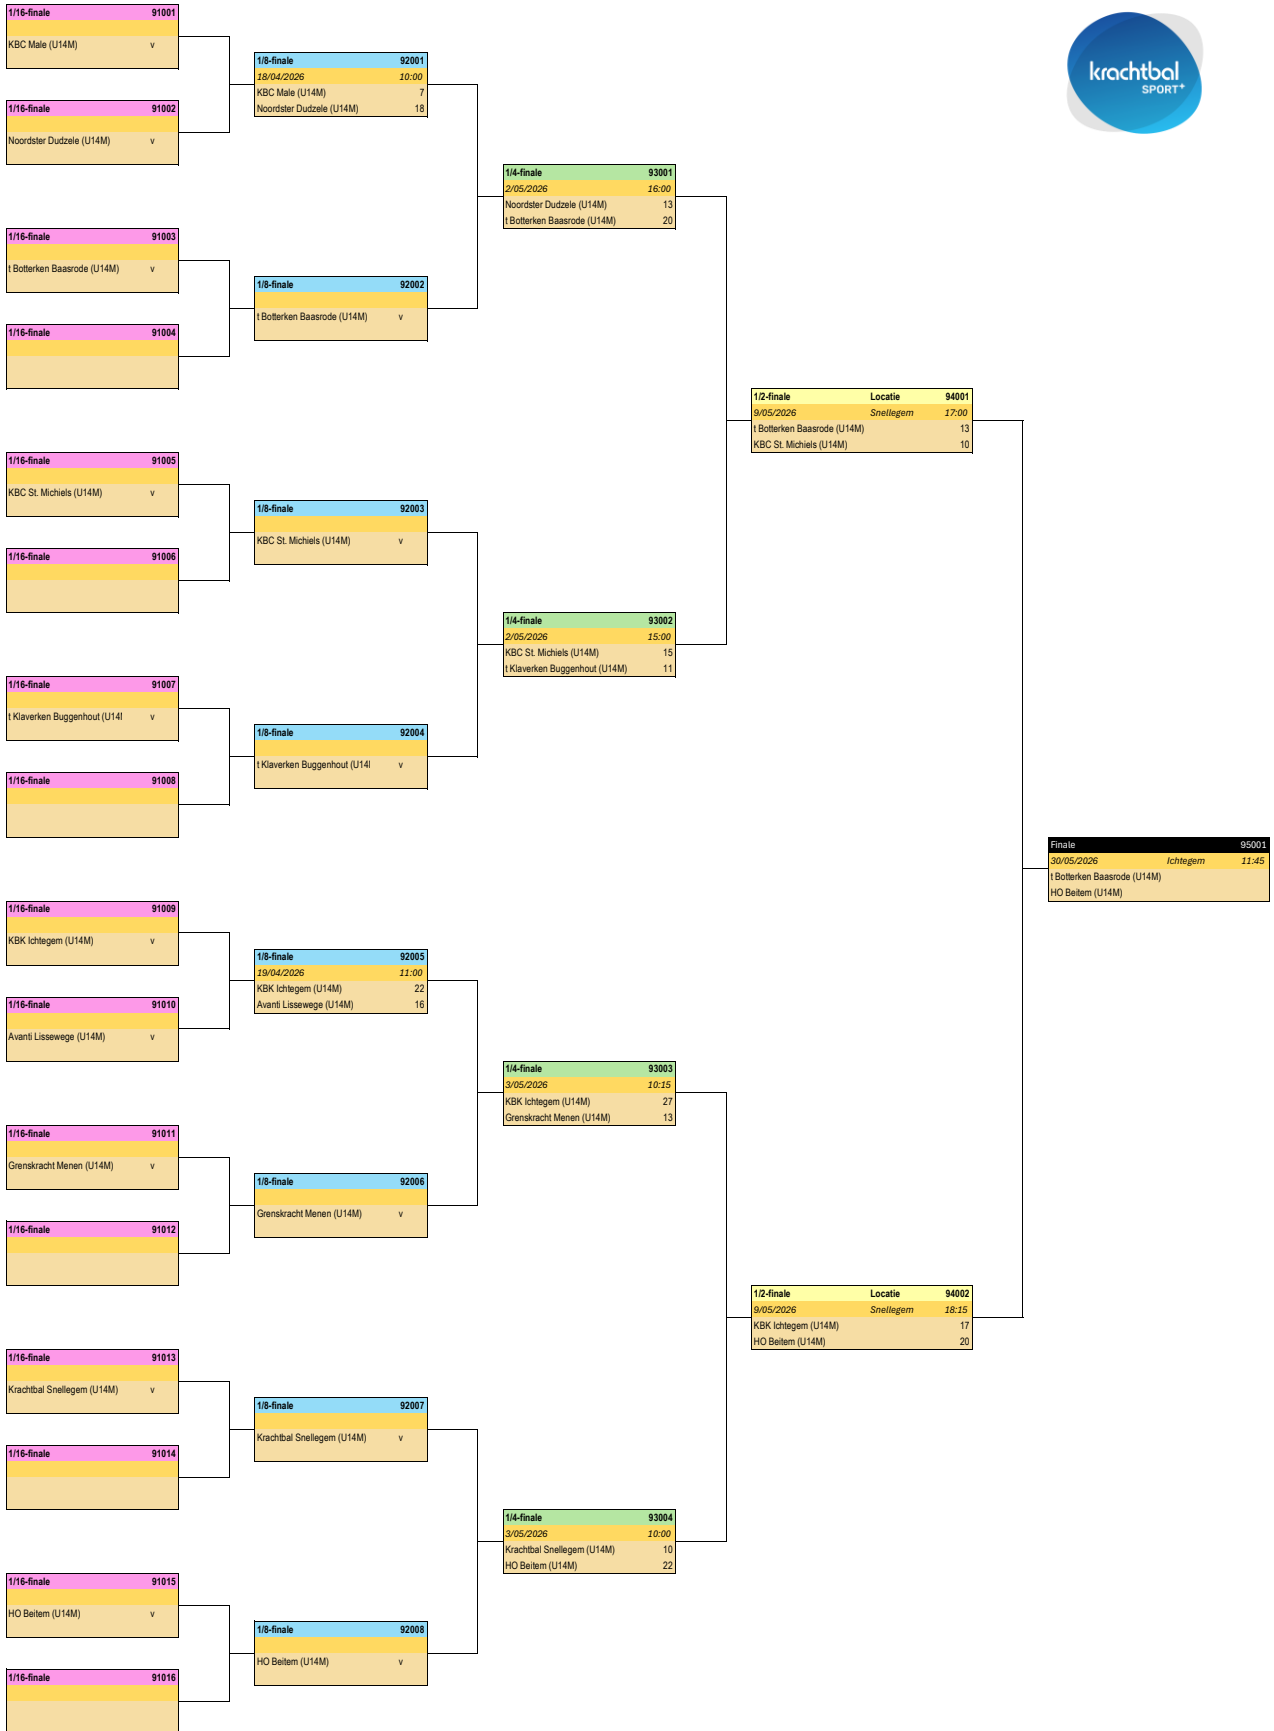 1/16-finale 91001
KBC Male (U14M) v
1/16-finale 91002
Noordster Dudzele (U14M) v
1/16-finale 91003
t Botterken Baasrode (U14M) v
1/16-finale 91004
1/16-finale 91005
KBC St. Michiels (U14M) v
1/16-finale 91006
1/16-finale 91007
t Klaverken Buggenhout (U14I v
1/16-finale 91008
1/16-finale 91009
KBK Ichtegem (U14M) v
1/16-finale 91010
Avanti Lissewege (U14M) v
1/16-finale 91011
Grenskracht Menen (U14M) v
1/16-finale 91012
1/16-finale 91013
Krachtbal Snellegem (U14M) v
1/16-finale 91014
1/16-finale 91015
HO Beitem (U14M) v
1/16-finale 91016
1/8-finale 92001
18/04/2026 10:00
KBC Male (U14M) 7
Noordster Dudzele (U14M) 18
1/8-finale 92002
t Botterken Baasrode (U14M) v
1/8-finale 92003
KBC St. Michiels (U14M) v
1/8-finale 92004
t Klaverken Buggenhout (U14I v
1/8-finale 92005
19/04/2026 11:00
KBK Ichtegem (U14M) 22
Avanti Lissewege (U14M) 16
1/8-finale 92006
Grenskracht Menen (U14M) v
1/8-finale 92007
Krachtbal Snellegem (U14M) v
1/8-finale 92008
HO Beitem (U14M) v
1/4-finale 93001
2/05/2026 16:00
Noordster Dudzele (U14M) 13
t Botterken Baasrode (U14M) 20
1/4-finale 93002
2/05/2026 15:00
KBC St. Michiels (U14M) 15
t Klaverken Buggenhout (U14M) 11
1/4-finale 93003
3/05/2026 10:15
KBK Ichtegem (U14M) 27
Grenskracht Menen (U14M) 13
1/4-finale 93004
3/05/2026 10:00
Krachtbal Snellegem (U14M) 10
HO Beitem (U14M) 22
1/2-finale Locatie 94001
9/05/2026 Snellegem 17:00
t Botterken Baasrode (U14M) 13
KBC St. Michiels (U14M) 10
1/2-finale Locatie 94002
9/05/2026 Snellegem 18:15
KBK Ichtegem (U14M) 17
HO Beitem (U14M) 20
krachtbal
SPORT+
Finale 95001
30/05/2026 Ichtegem 11:45
t Botterken Baasrode (U14M)
HO Beitem (U14M)